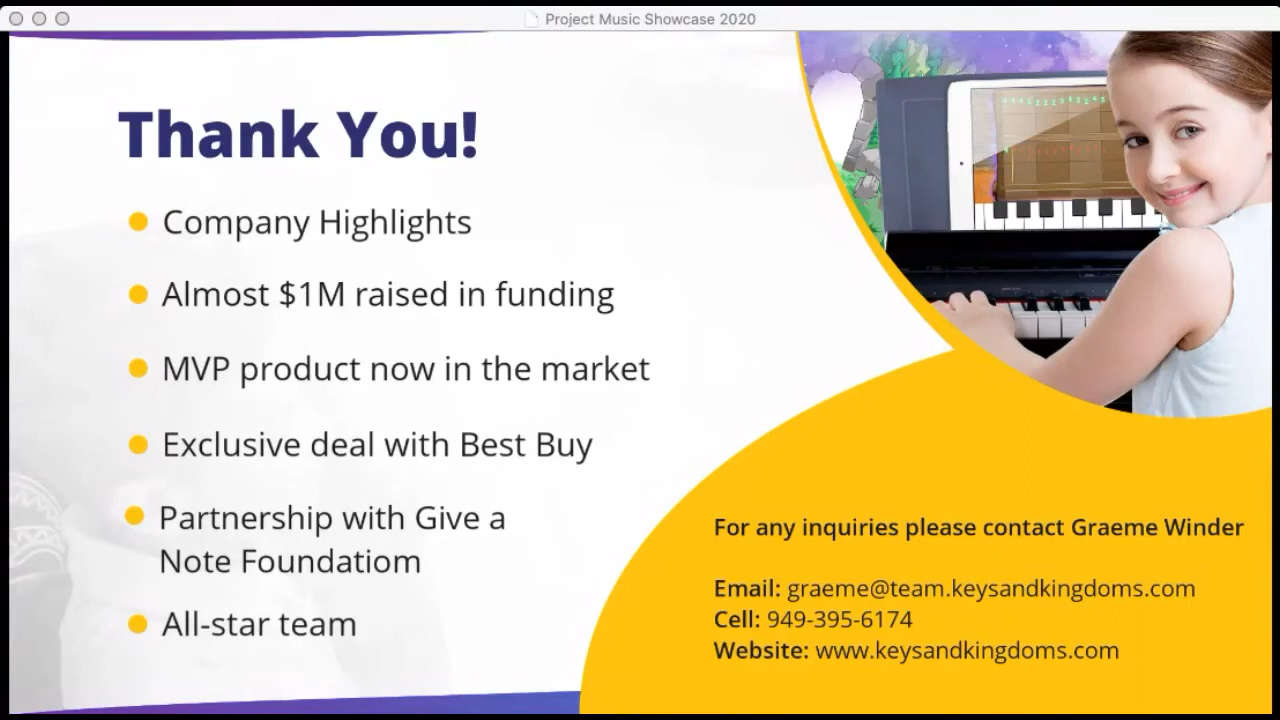 Project Music Showcase 2020
Thank You!
Company Highlights
Almost $1M raised in funding
MVP product now in the market
Exclusive deal with Best Buy
Partnership with Give a
Note Foundatiom
All-star team
For any inquiries please contact Graeme Winder
Email: graeme@team.keysandkingdoms.com
Cell: 949-395-6174
Website: www.keysandkingdoms.com